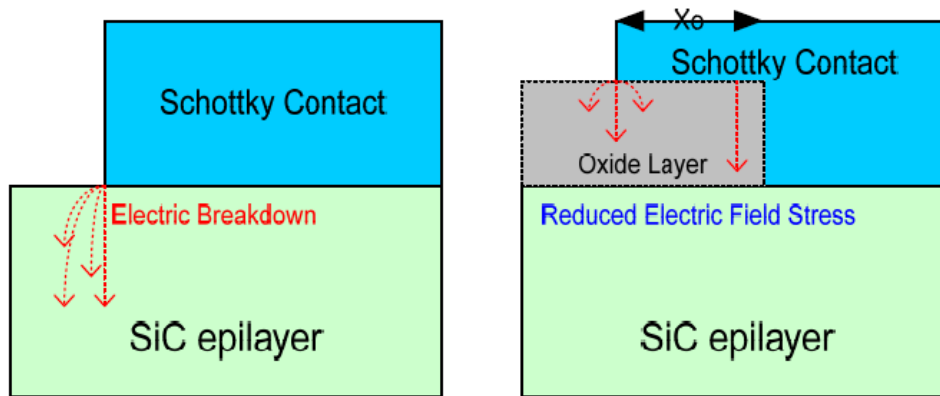 Schottky Contact
Electric Breakdown
SiC epilayer
Xo
Schottky Contact
Oxide Layer
Reduced Electric Field Stress
SiC epilayer